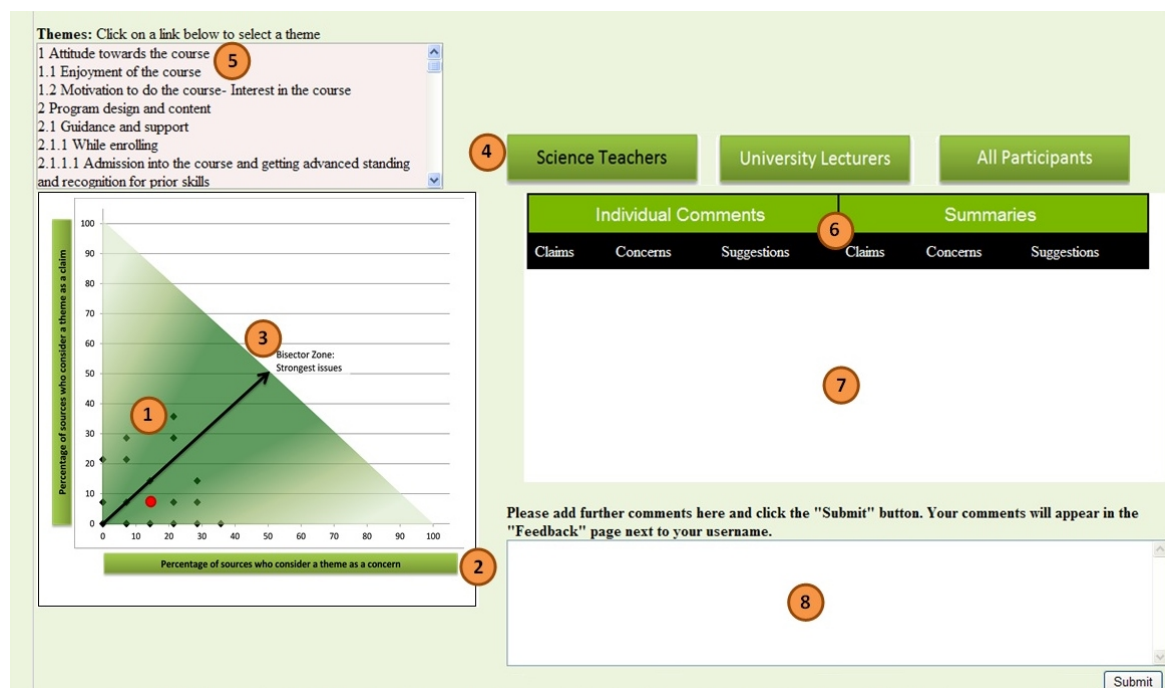 Themes: Click on a link below to select a theme
1 Attitude towards the course
5
1.1 Enjoyment of the course
1.2 Motivation to do the course- Interest in the course
2 Program design and content
2.1 Guidance and support
2.1.1 While enrolling
2.1.1.1 Admission into the course and getting advanced standing
and recognition for prior skills
4
Science Teachers
University Lecturers
All Participants
Individual Comments
Summaries
6
Claims Concerns Suggestions Claims Concerns Suggestions
7
Percentage of sources who consider a theme as a claim
100
90
80
70
60
50
40
30
20
10
0
3
Bisector Zone:
Strongest issues
1
0 10 20 30 40 50 60 70 80 90 100
Percentage of sources who consider a theme as a concern
2
Please add further comments here and click the "Submit" button. Your comments will appear in the
"Feedback" page next to your username.
8
Submit